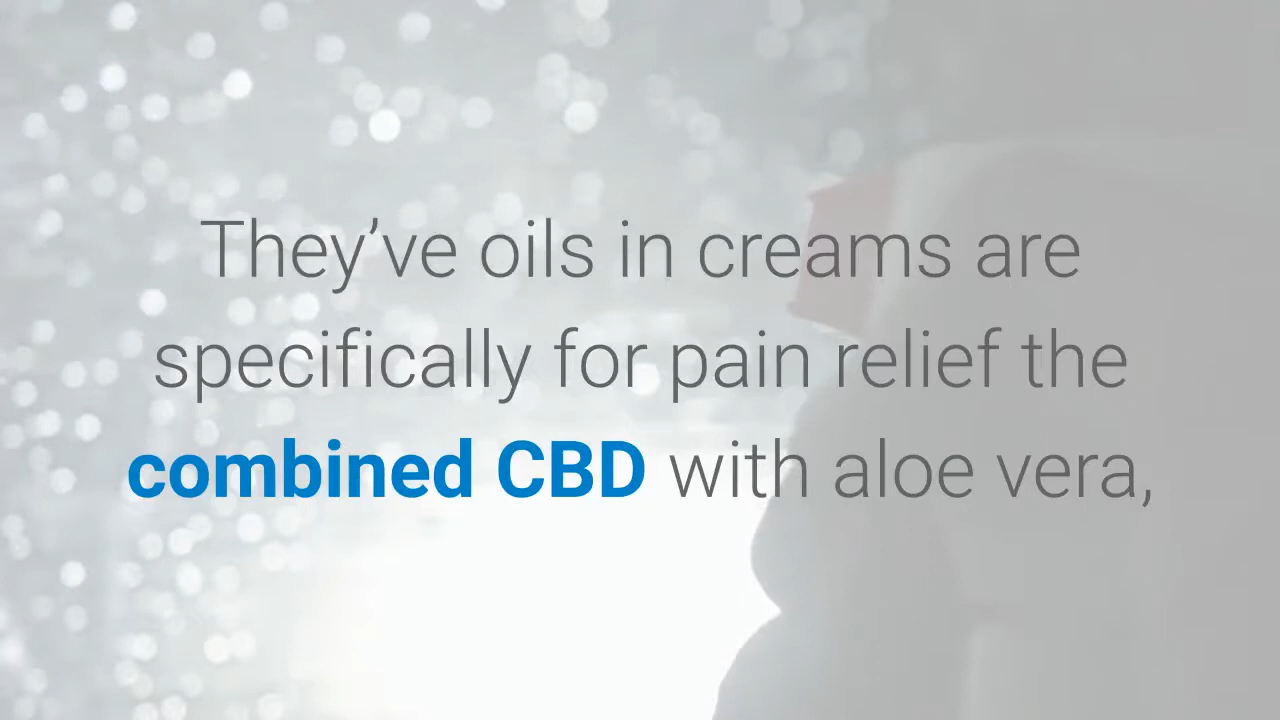 They’ve oils in creams are
specifically for pain relief the
combined CBD with aloe vera,